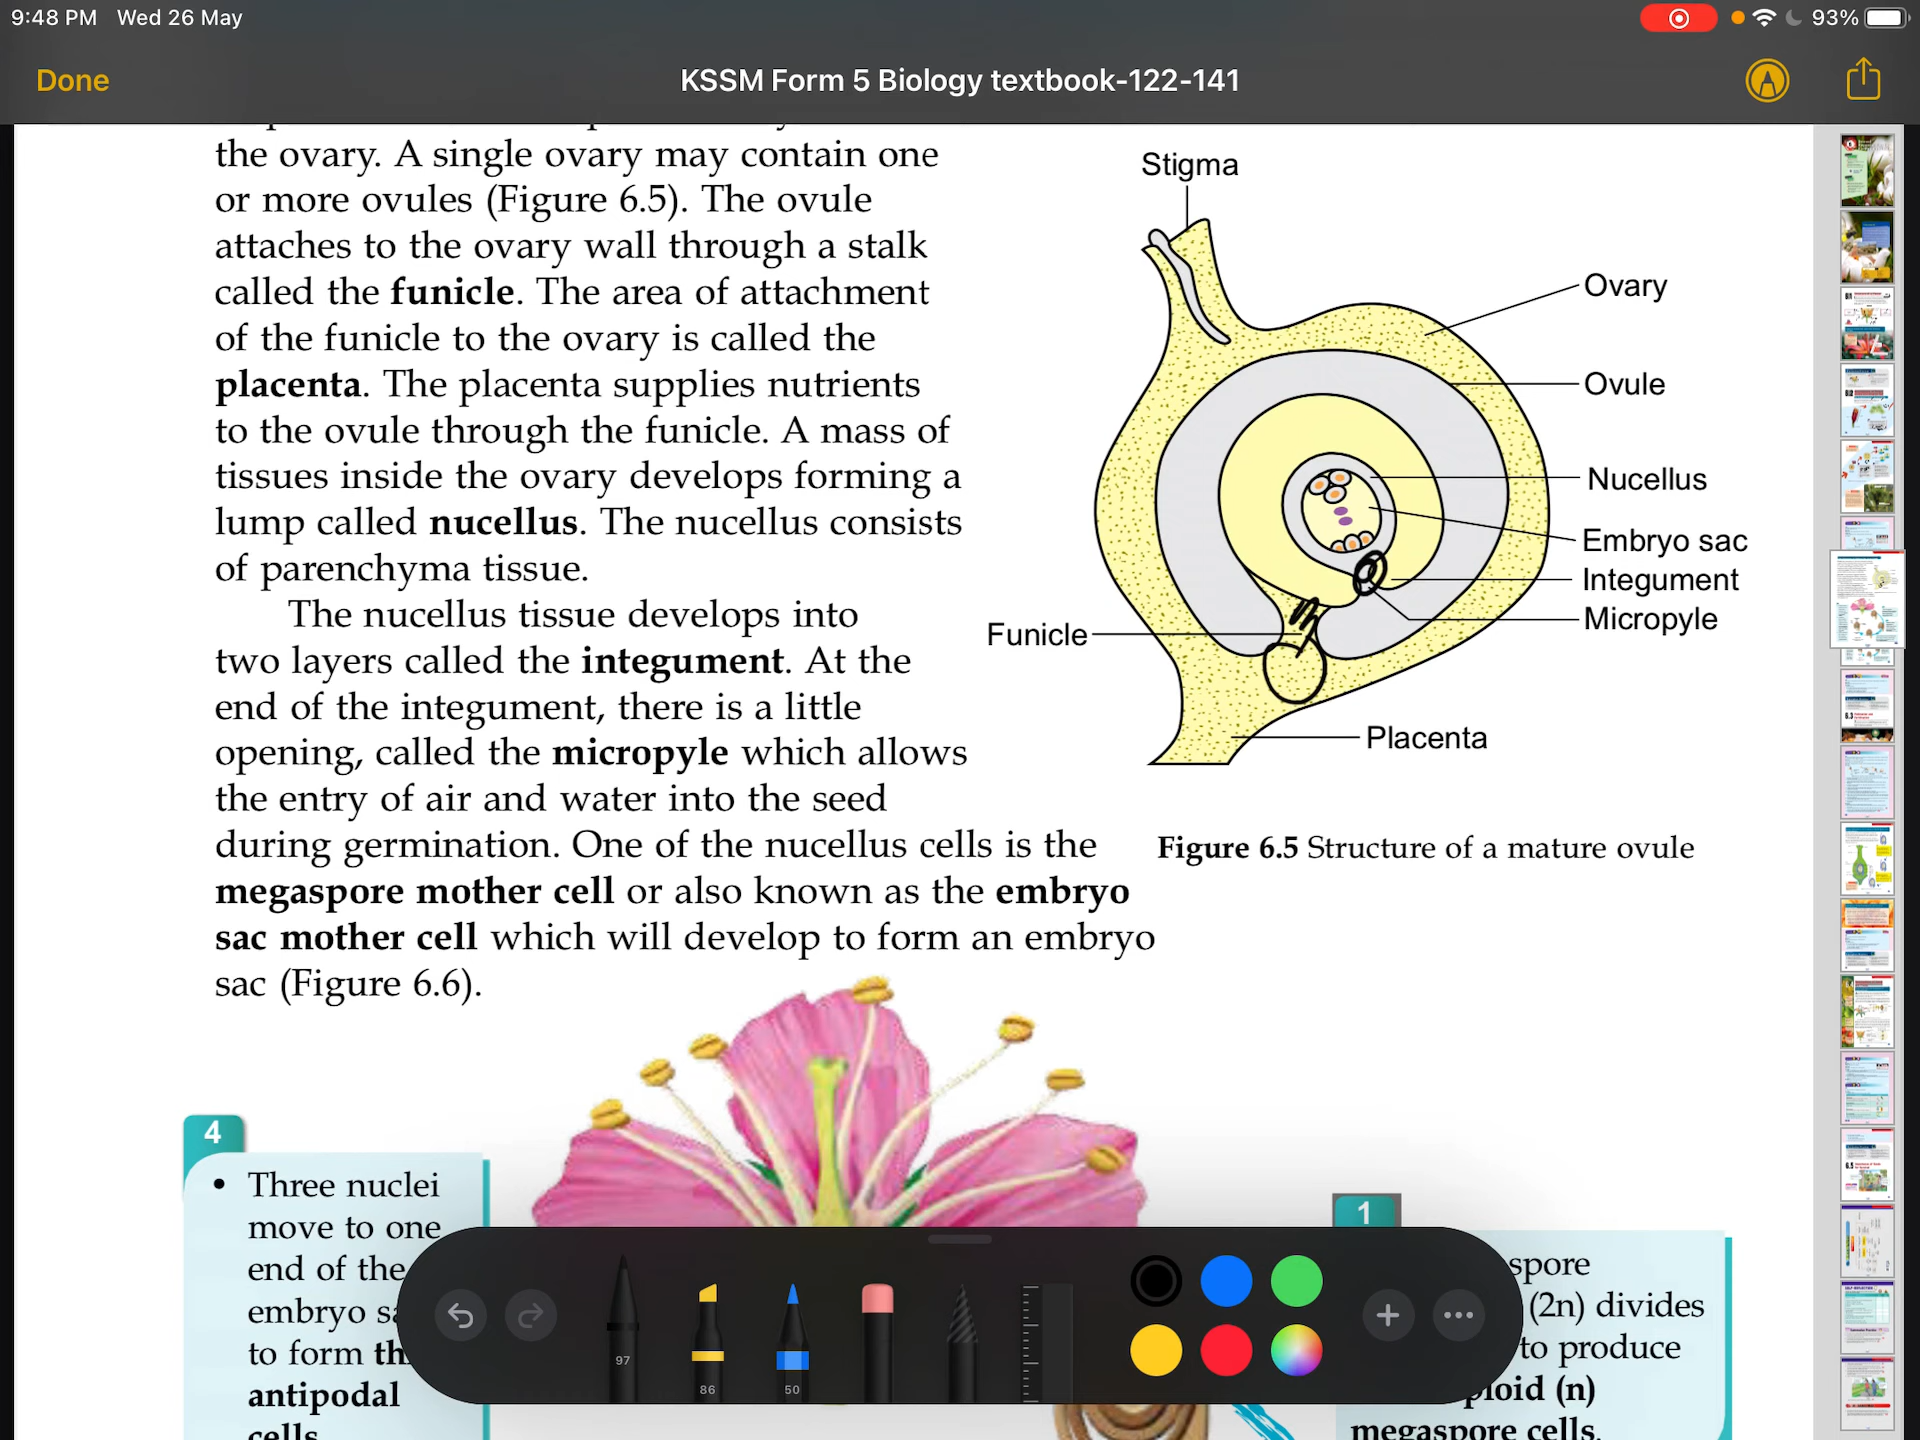 9:48 PM Wed 26 May
93%
Done
KSSM Form 5 Biology textbook-122-141
the ovary. A single ovary may contain one
or more ovules (Figure 6.5). The ovule
attaches to the ovary wall through a stalk
called the funicle. The area of attachment
of the funicle to the ovary is called the
placenta. The placenta supplies nutrients
to the ovule through the funicle. A mass of
tissues inside the ovary develops forming a
lump called nucellus. The nucellus consists
of parenchyma tissue.
The nucellus tissue develops into
two layers called the integument. At the
end of the integument, there is a little
opening, called the micropyle which allows
the entry of air and water into the seed
during germination. One of the nucellus cells is the
megaspore mother cell or also known as the embryo
sac mother cell which will develop to form an embryo
sac (Figure 6.6).
Stigma
Ovary
Ovule
Nucellus
Embryo sac
Integument
Micropyle
Funicle
Placenta
Figure 6.5 Structure of a mature ovule
4
• Three nuclei
move to one
end of the
embryo
to form
antipodal
cells
1
spore
(2n) divides
to produce
ploid (n)
megaspore cells.
97
86
50